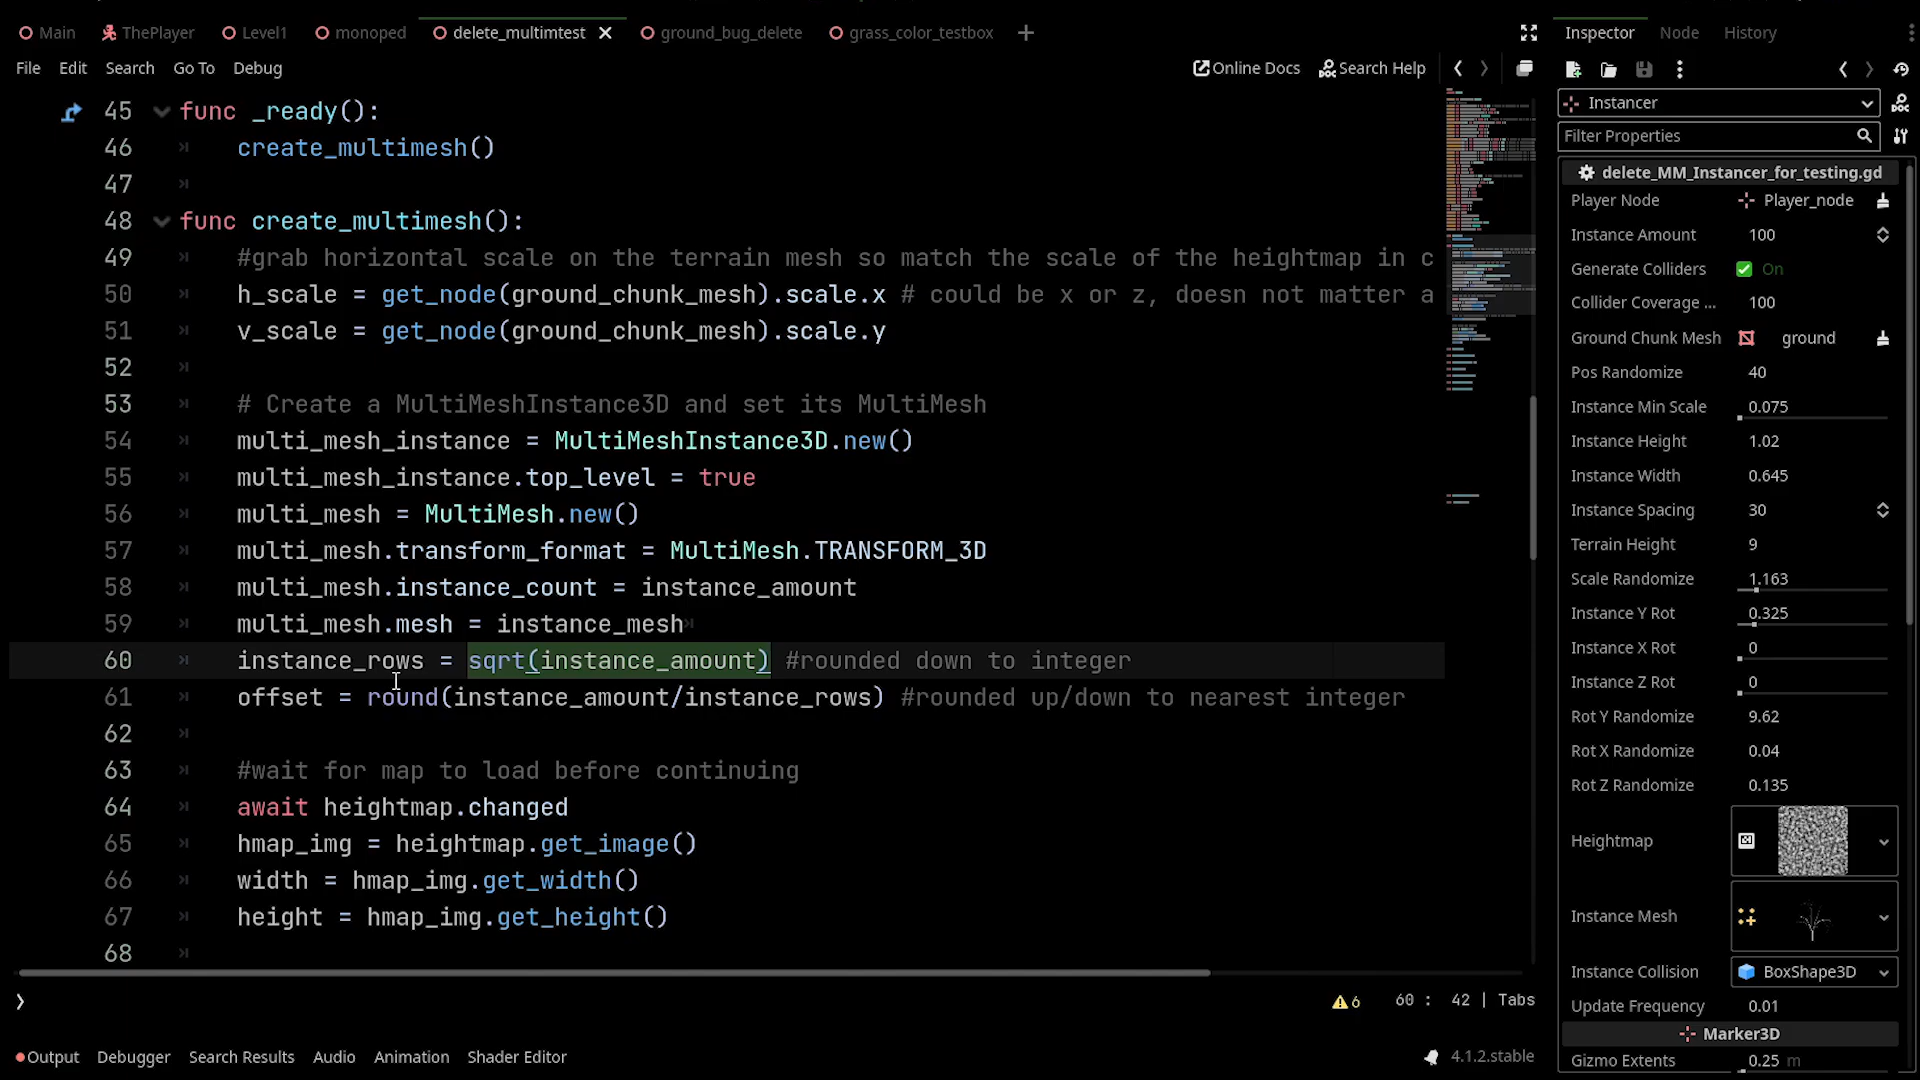 Main ThePlayer Level1 monoped delete_multimtest ground_bug_delete grass_color_testbox
File Edit Search Go To Debug Online Docs Search Help
45 func _ready():
46 create_multimesh()
47
48 func create_multimesh():
49 #grab horizontal scale on the terrain mesh so match the scale of the heightmap in c
50 h_scale = get_node(ground_chunk_mesh).scale.x # could be x or z, doesn not matter a
51 v_scale = get_node(ground_chunk_mesh).scale.y
52
53 # Create a MultiMeshInstance3D and set its MultiMesh
54 multi_mesh_instance = MultiMeshInstance3D.new()
55 multi_mesh_instance.top_level = true
56 multi_mesh = MultiMesh.new()
57 multi_mesh.transform_format = MultiMesh.TRANSFORM_3D
58 multi_mesh.instance_count = instance_amount
59 multi_mesh.mesh = instance_mesh
60 instance_rows = sqrt(instance_amount) #rounded down to integer
61 offset = round(instance_amount/instance_rows) #rounded up/down to nearest integer
62
63 #wait for map to load before continuing
64 await heightmap.changed
65 hmap_img = heightmap.get_image()
66 width = hmap_img.get_width()
67 height = hmap_img.get_height()
68
6 60 : 42 | Tabs
Output Debugger Search Results Audio Animation Shader Editor 4.1.2.stable
Inspector Node History
Instancer
Filter Properties
delete_MM_Instancer_for_testing.gd
Player Node Player_node
Instance Amount 100
Generate Colliders On
Collider Coverage ... 100
Ground Chunk Mesh ground
Pos Randomize 40
Instance Min Scale 0.075
Instance Height 1.02
Instance Width 0.645
Instance Spacing 30
Terrain Height 9
Scale Randomize 1.163
Instance Y Rot 0.325
Instance X Rot 0
Instance Z Rot 0
Rot Y Randomize 9.62
Rot X Randomize 0.04
Rot Z Randomize 0.135
Heightmap
Instance Mesh
Instance Collision BoxShape3D
Update Frequency 0.01
Marker3D
Gizmo Extents 0.25 m